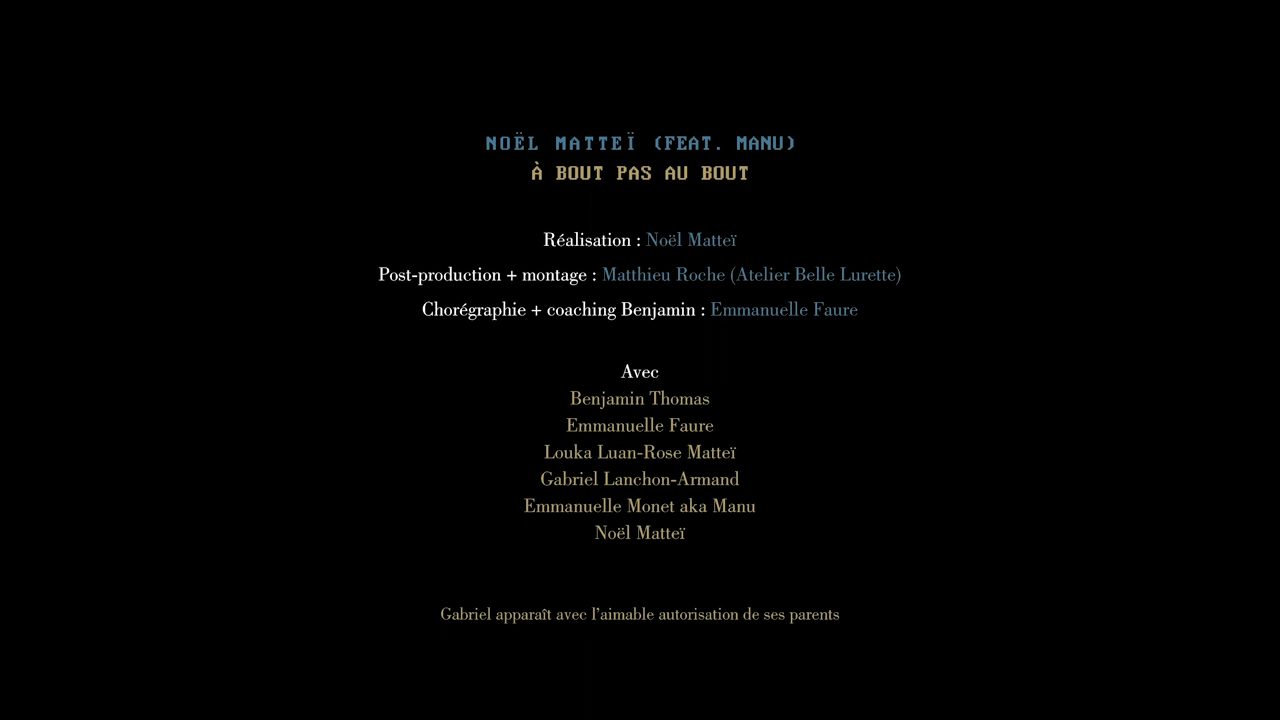 NOËL MATTEÏ (FEAT. MANU)
À BOUT PAS AU BOUT
Réalisation : Noël Matteï
Post-production + montage : Matthieu Roche (Atelier Belle Lurette)
Chorégraphie + coaching Benjamin : Emmanuelle Faure
Avec
Benjamin Thomas
Emmanuelle Faure
Louka Luan-Rose Matteï
Gabriel Lanchon-Armand
Emmanuelle Monet aka Manu
Noël Matteï
Gabriel apparaît avec l’aimable autorisation de ses parents